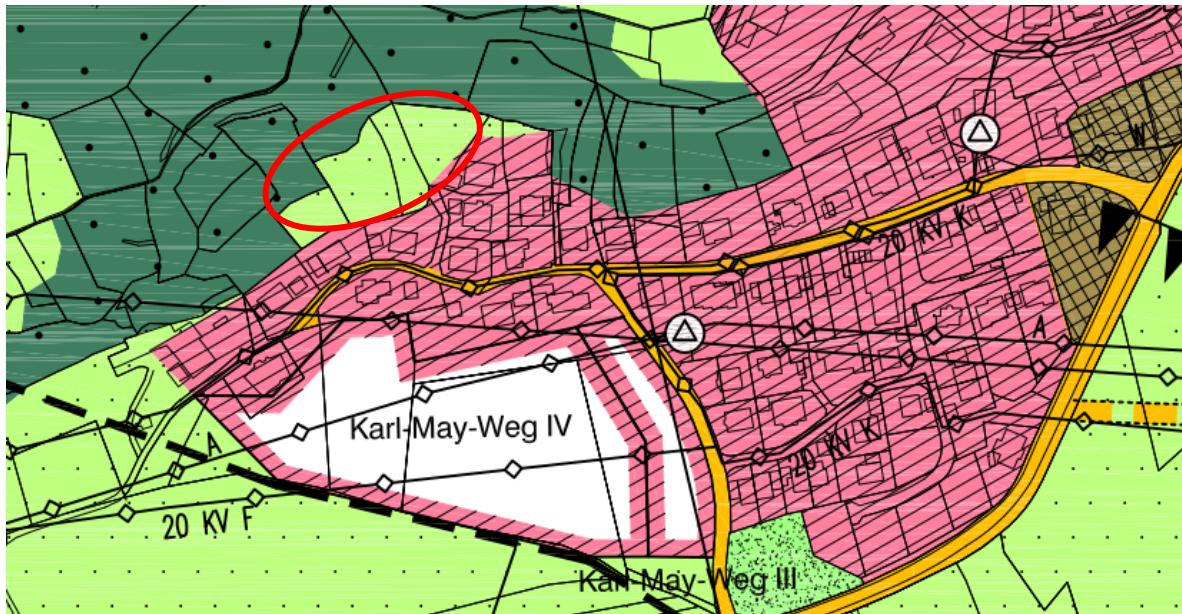 W
20 KV K
A
Karl-May-Weg IV
A
20 KV K
20 KV F
Karl-May-Weg III